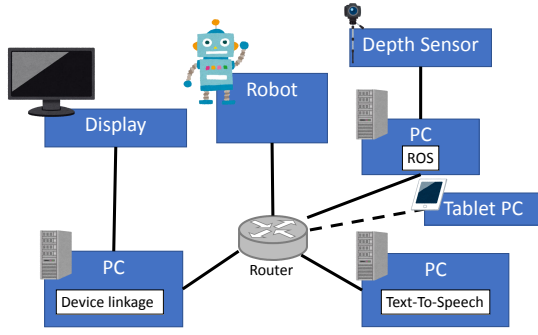 Depth Sensor
Robot
Display
PC
ROS
Tablet PC
Router
PC
Device linkage
PC
Text-To-Speech